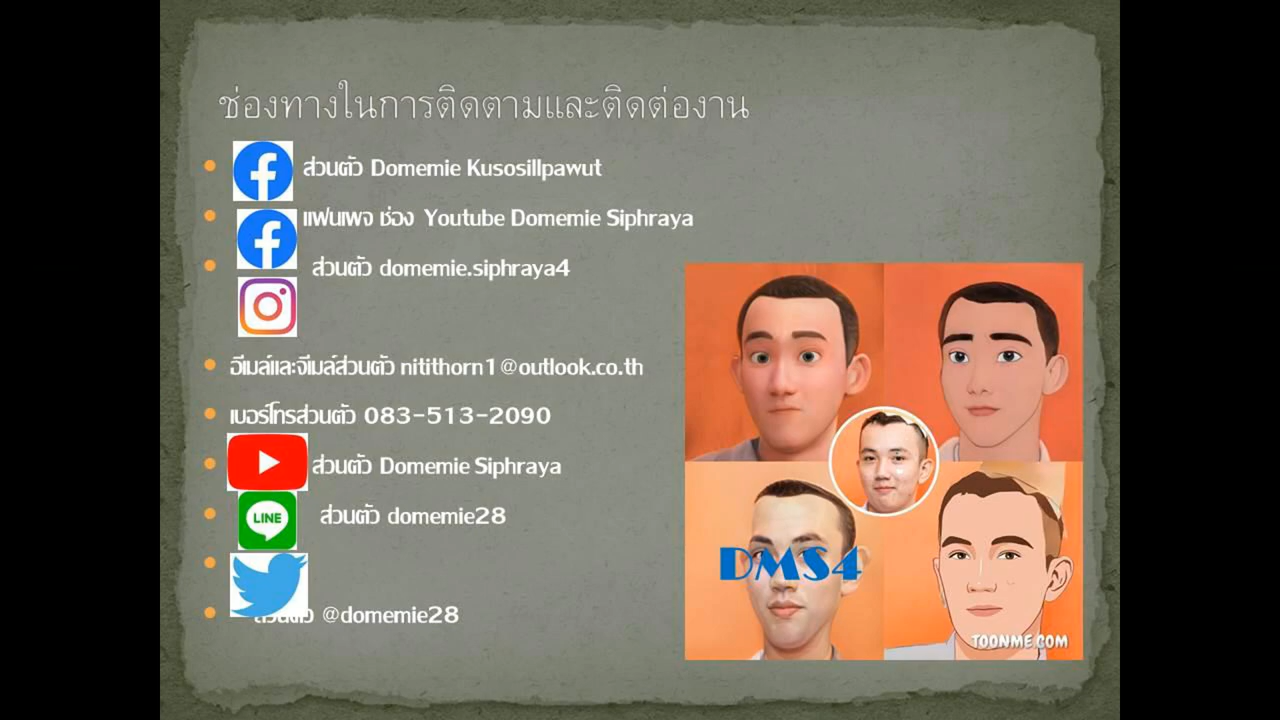 ช่องทางในการติดตามและติดต่องาน
ส่วนตัว Domemie Kusosillpawut
แฟนเพจ ช่อง Youtube Domemie Siphraya
ส่วนตัว domemie.siphraya4
อีเมล์และจีเมล์ส่วนตัว nitithorn1@outlook.co.th
เบอร์โทรส่วนตัว 083-513-2090
ส่วนตัว Domemie Siphraya
LINE
ส่วนตัว domemie28
ส่วนตัว @domemie28
DMS4
TOONME.COM